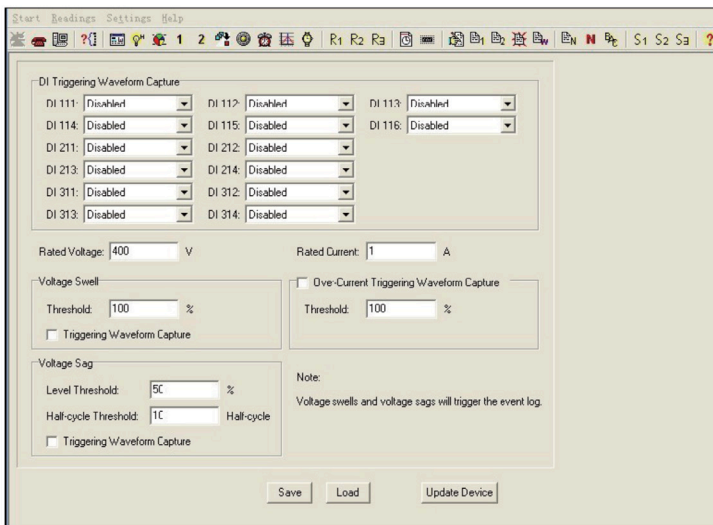 Start Readings Settings Help
?{} 1 2 R1 R2 R3 1 2 W N N S1 S2 S3 ?
DI Triggering Waveform Capture
DI 111: Disabled DI 112: Disabled DI 113: Disabled
DI 114: Disabled DI 115: Disabled DI 116: Disabled
DI 211: Disabled DI 212: Disabled
DI 213: Disabled DI 214: Disabled
DI 311: Disabled DI 312: Disabled
DI 313: Disabled DI 314: Disabled
Rated Voltage: 400 V Rated Current: 1 A
Voltage Swell
Threshold: 100 %
Triggering Waveform Capture
Over-Current Triggering Waveform Capture
Threshold: 100 %
Voltage Sag
Level Threshold: 50 %
Half-cycle Threshold: 10 Half-cycle
Triggering Waveform Capture
Note:
Voltage swells and voltage sags will trigger the event log.
Save Load Update Device